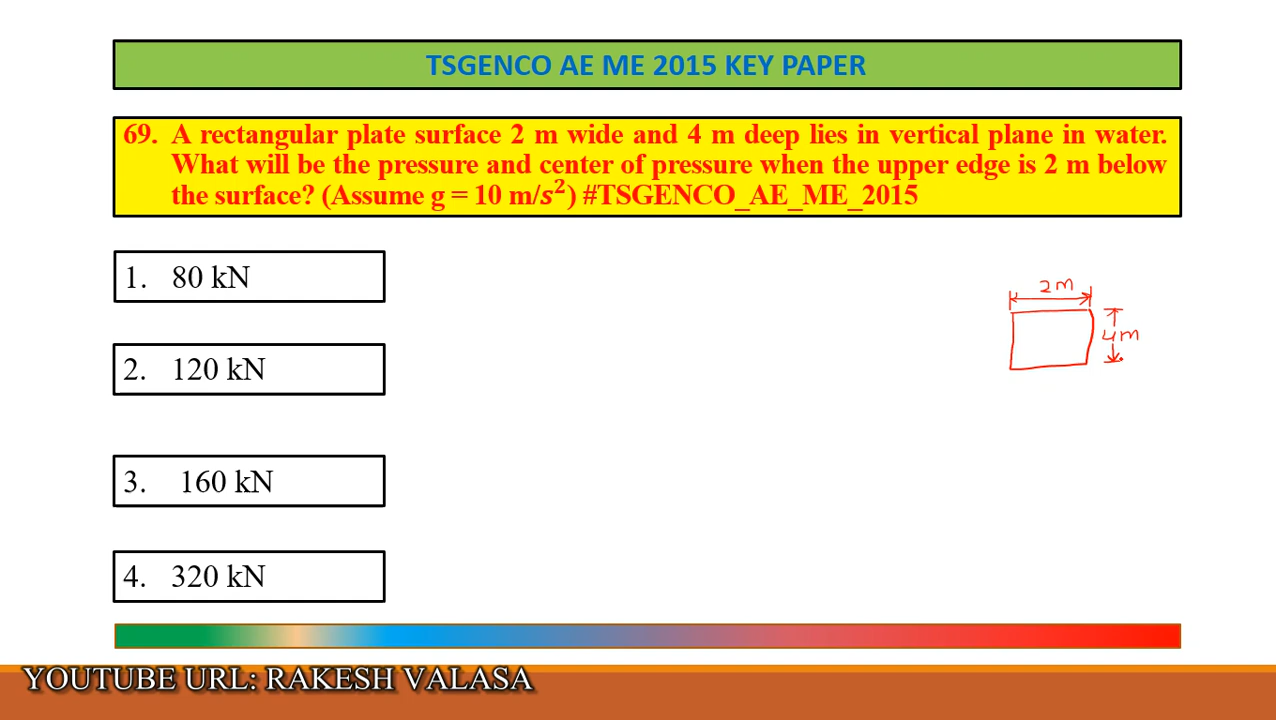 TSGENCO AE ME 2015 KEY PAPER
69. A rectangular plate surface 2 m wide and 4 m deep lies in vertical plane in water.
What will be the pressure and center of pressure when the upper edge is 2 m below
the surface? (Assume g = 10 m/s²) #TSGENCO_AE_ME_2015
1. 80 kN
2m
4m
2. 120 kN
3. 160 kN
4. 320 kN
YOUTUBE URL: RAKESH VALASA